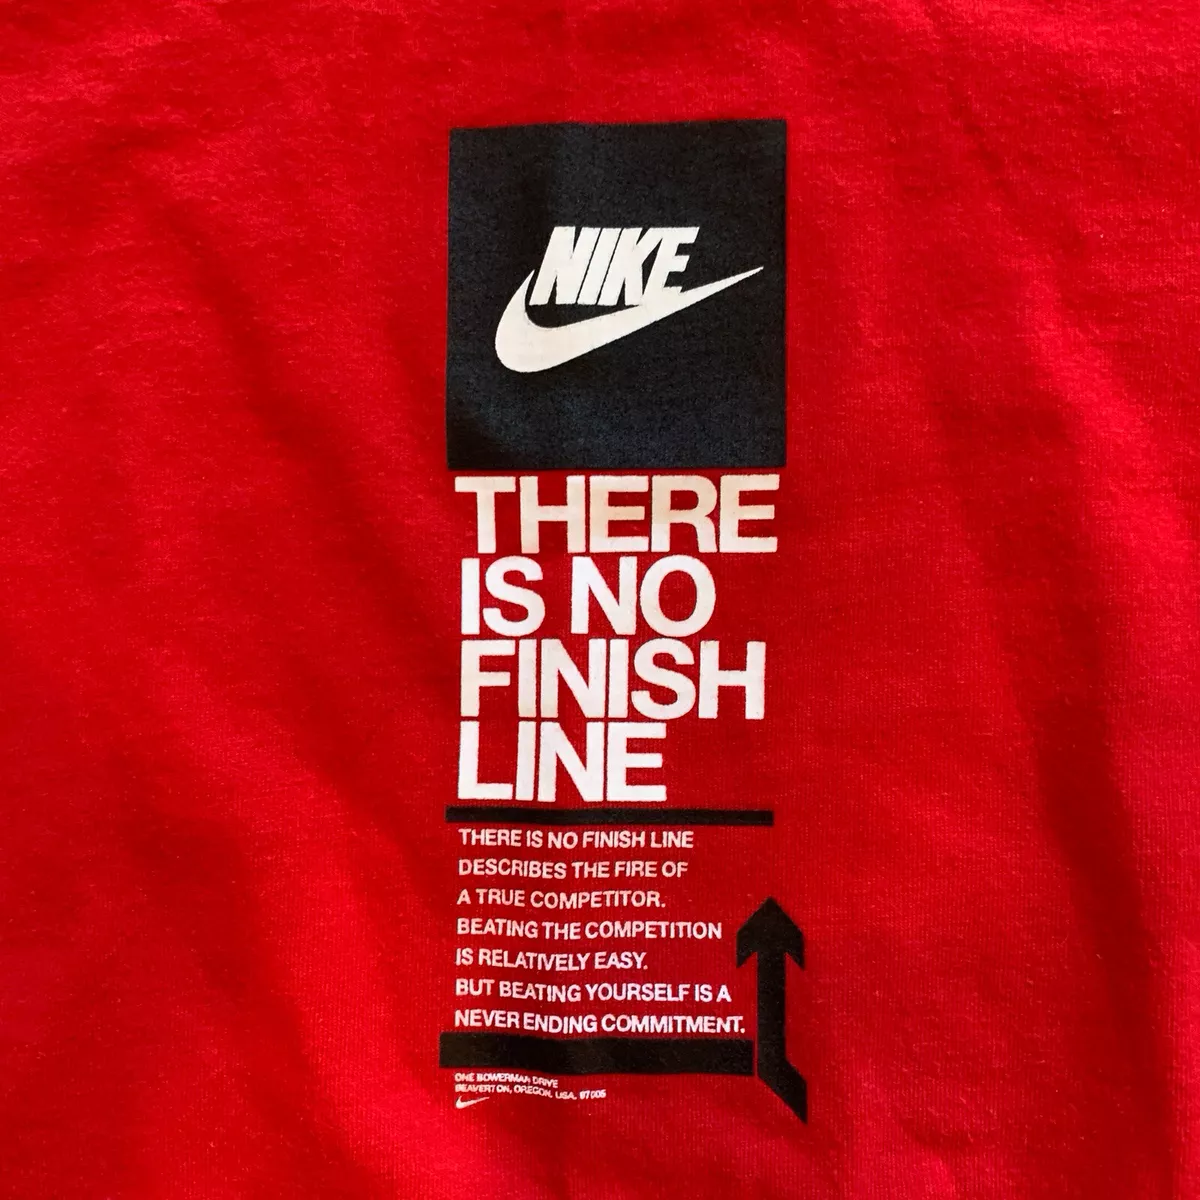 NIKE
THERE
IS NO
FINISH
LINE
THERE IS NO FINISH LINE
DESCRIBES THE FIRE OF
A TRUE COMPETITOR.
BEATING THE COMPETITION
IS RELATIVELY EASY.
BUT BEATING YOURSELF IS A
NEVER ENDING COMMITMENT.
ONE BOWERMAN DRIVE
BEAVERTON, OREGON, USA. 97005